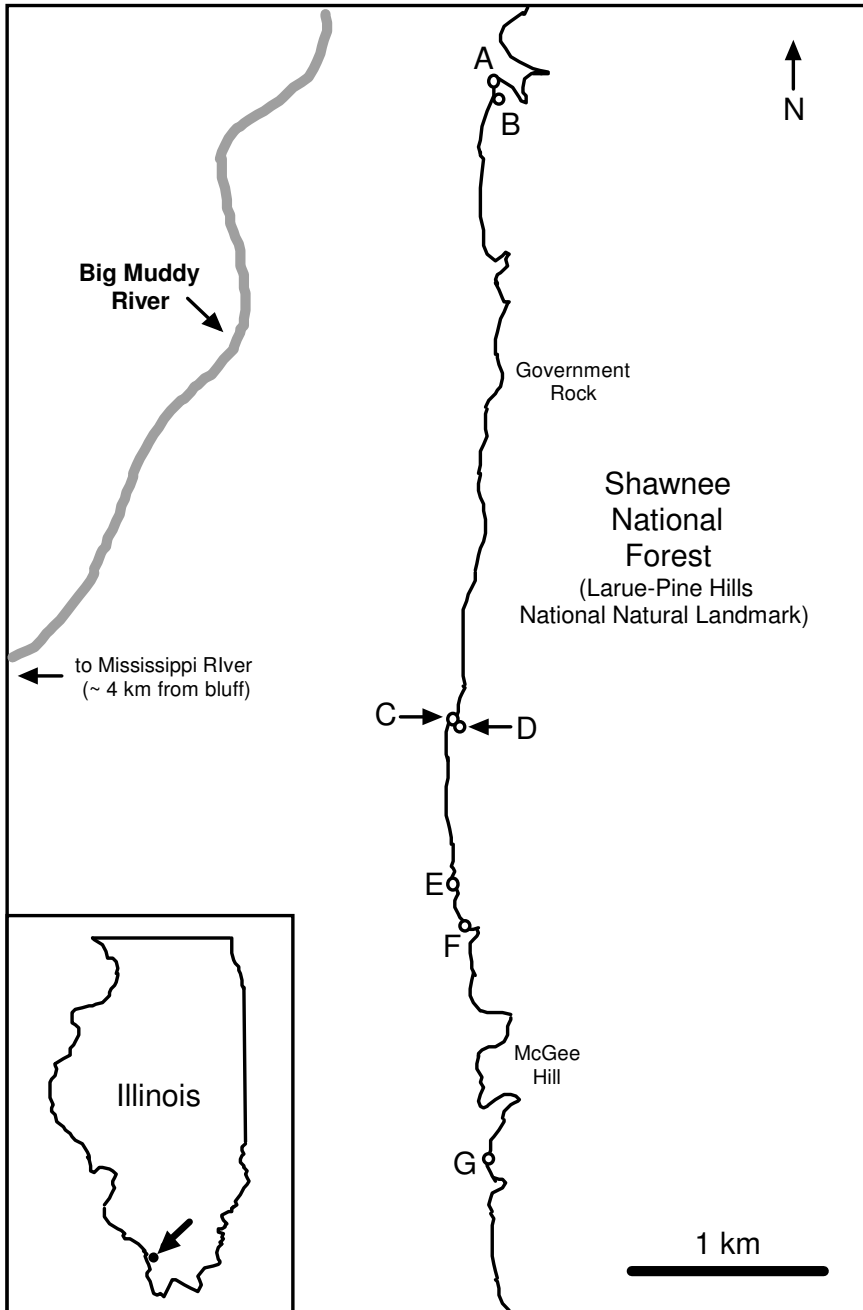 A
B
N
Big Muddy
River
Government
Rock
Shawnee
National
Forest
(Larue-Pine Hills
National Natural Landmark)
to Mississippi RIver
(~ 4 km from bluff)
C
D
E
F
McGee
Hill
Illinois
G
1 km